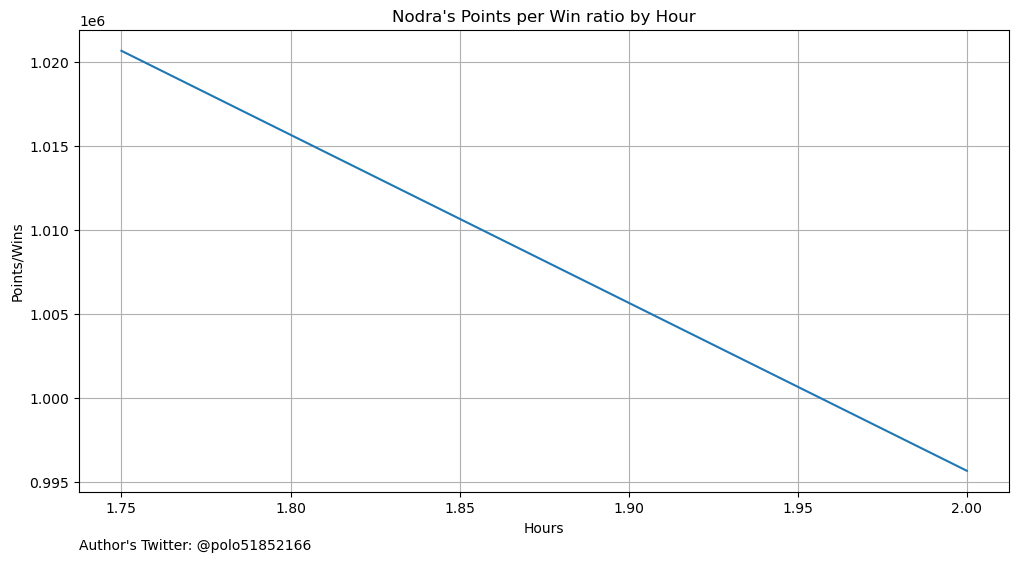 Nodra's Points per Win ratio by Hour
1e6
1.020
1.015
1.010
1.005
1.000
0.995
Points/Wins
1.75 1.80 1.85 1.90 1.95 2.00
Hours
Author's Twitter: @polo51852166